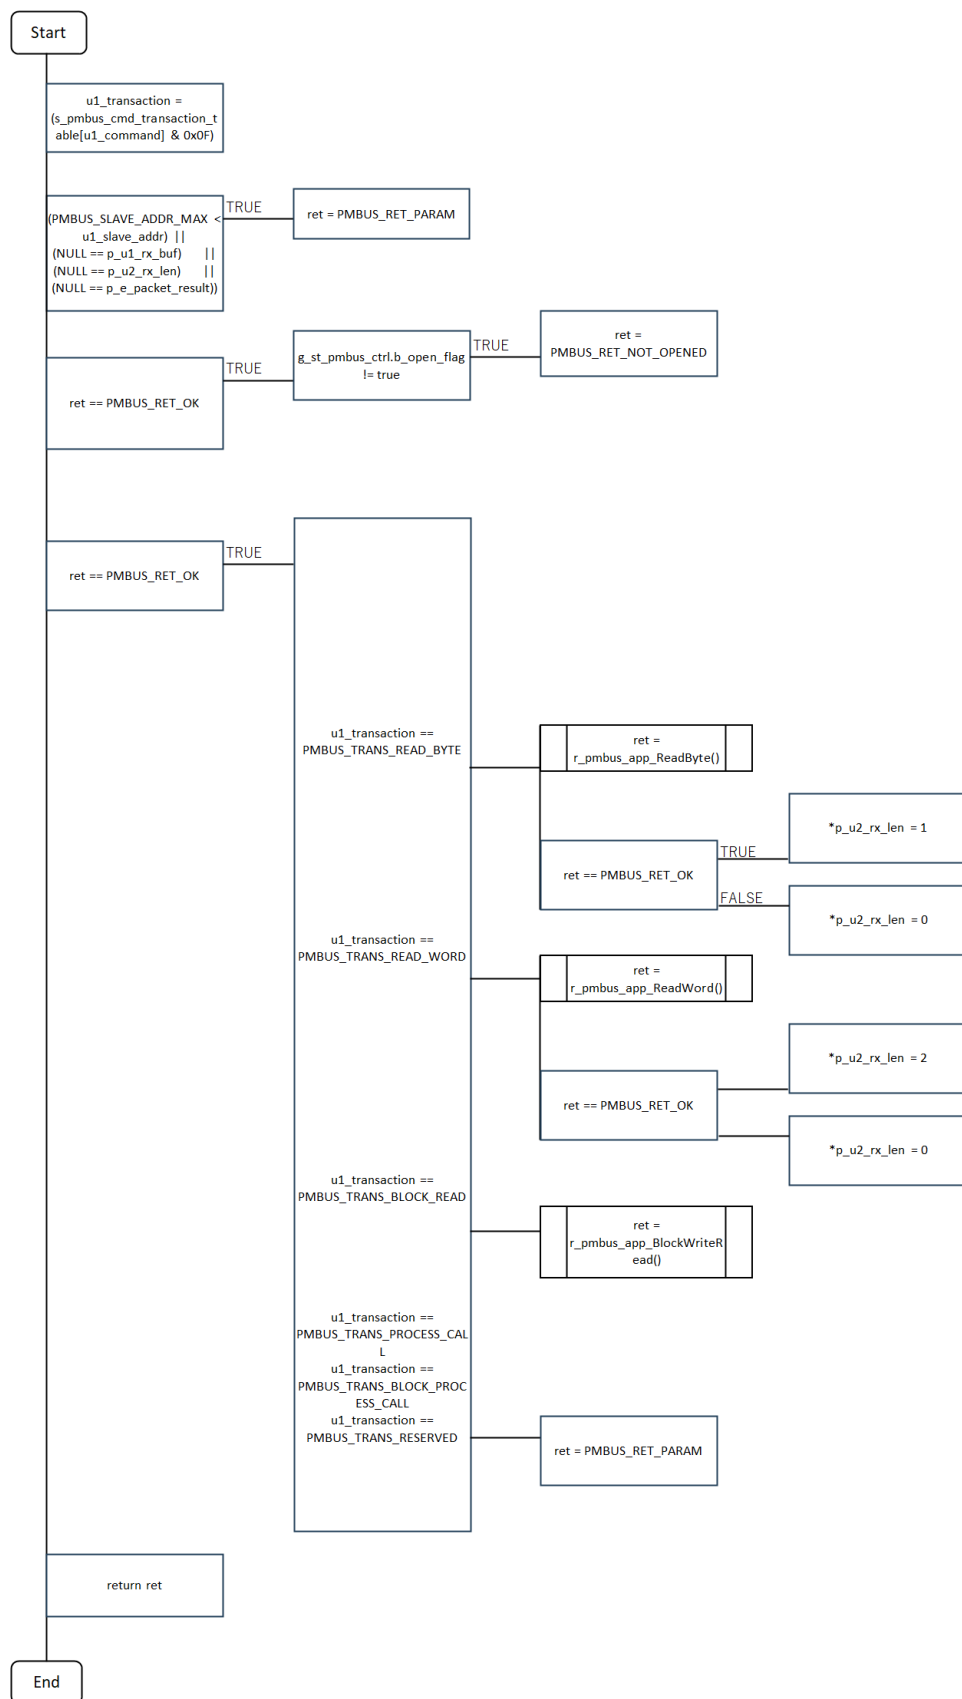 Start
u1_transaction =
(s_pmbus_cmd_transaction_t
able[u1_command] & 0x0F)
(PMBUS_SLAVE_ADDR_MAX <
u1_slave_addr) ||
(NULL == p_u1_rx_buf) ||
(NULL == p_u2_rx_len) ||
(NULL == p_e_packet_result))
TRUE
ret = PMBUS_RET_PARAM
ret == PMBUS_RET_OK
TRUE
g_st_pmbus_ctrl.b_open_flag
!= true
TRUE
ret =
PMBUS_RET_NOT_OPENED
ret == PMBUS_RET_OK
TRUE
u1_transaction ==
PMBUS_TRANS_READ_BYTE
ret =
r_pmbus_app_ReadByte()
ret == PMBUS_RET_OK
TRUE
*p_u2_rx_len = 1
FALSE
*p_u2_rx_len = 0
u1_transaction ==
PMBUS_TRANS_READ_WORD
ret =
r_pmbus_app_ReadWord()
ret == PMBUS_RET_OK
*p_u2_rx_len = 2
*p_u2_rx_len = 0
u1_transaction ==
PMBUS_TRANS_BLOCK_READ
ret =
r_pmbus_app_BlockWriteR
ead()
u1_transaction ==
PMBUS_TRANS_PROCESS_CAL
L
u1_transaction ==
PMBUS_TRANS_BLOCK_PROC
ESS_CALL
u1_transaction ==
PMBUS_TRANS_RESERVED
ret = PMBUS_RET_PARAM
return ret
End